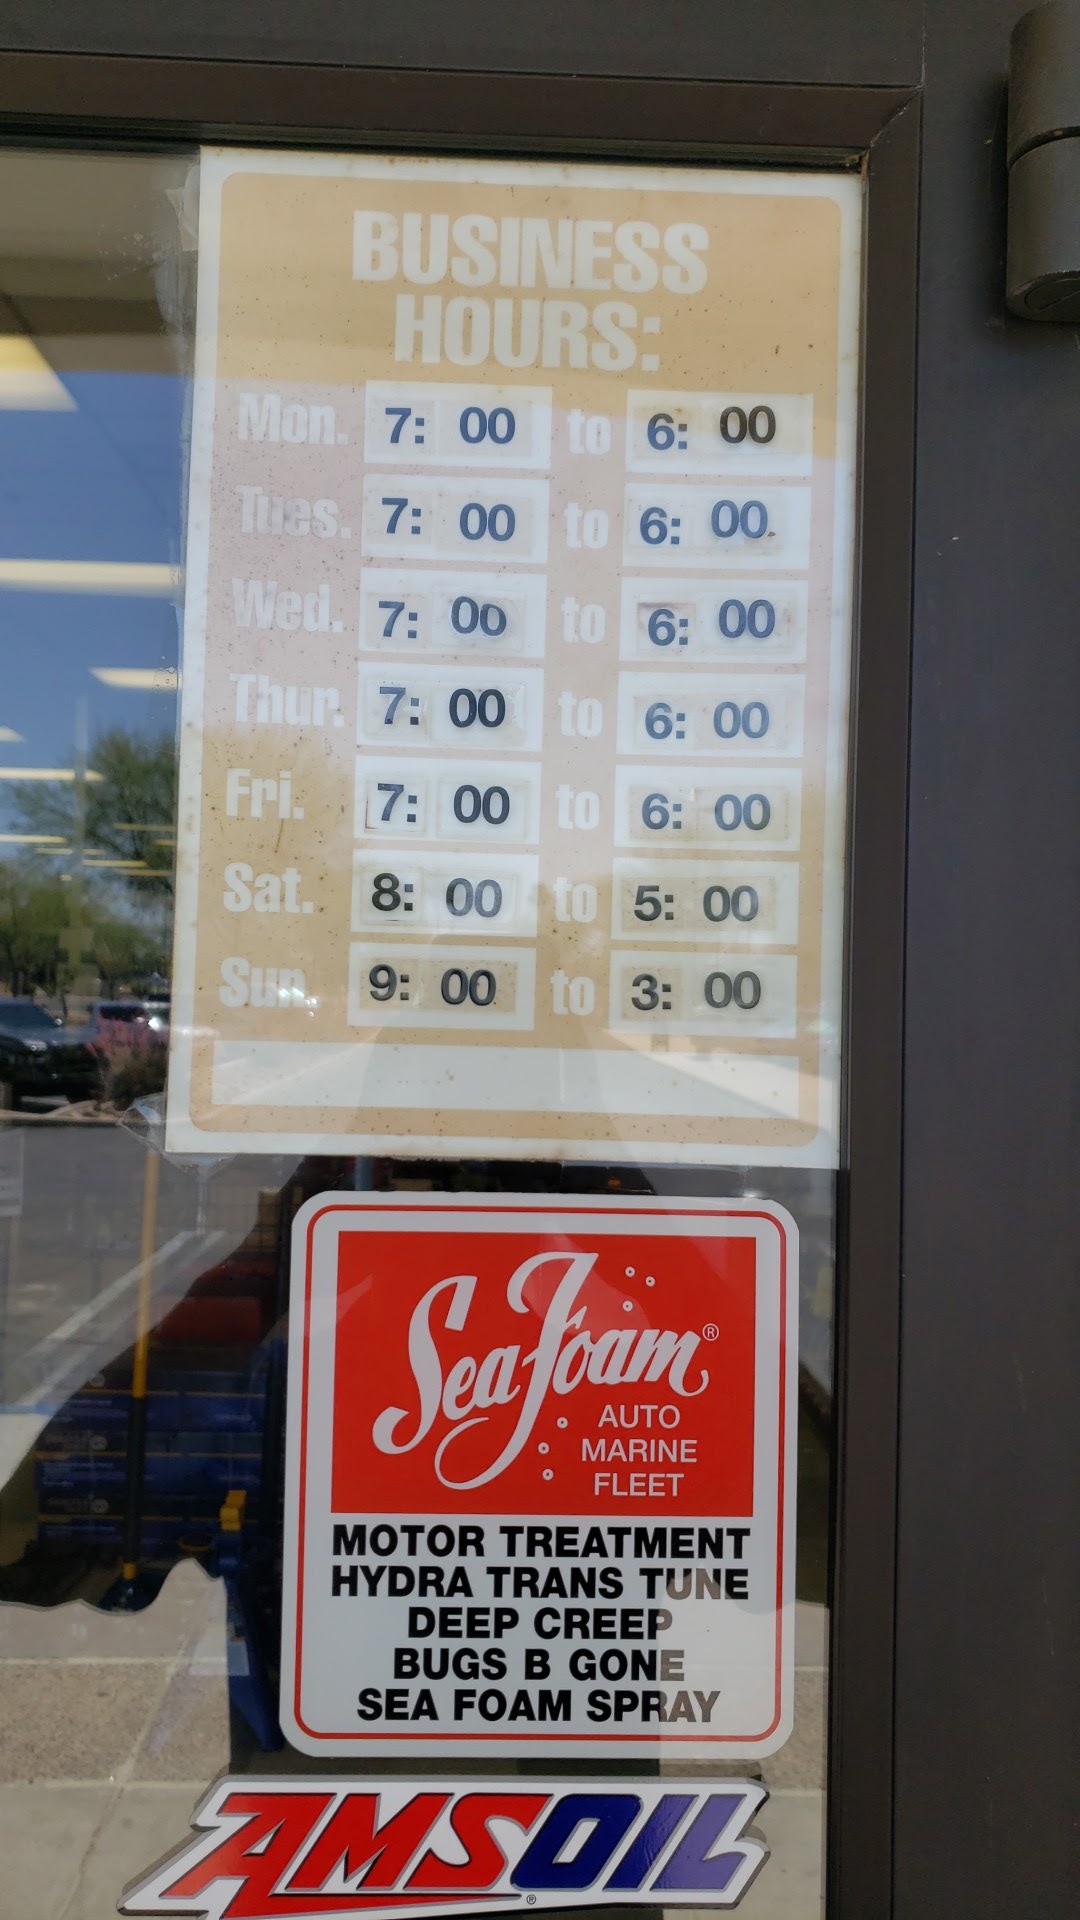 BUSINESS
HOURS:
Mon. 7: 00 to 6: 00
Tues. 7: 00 to 6: 00
Wed. 7: 00 to 6: 00
Thur. 7: 00 to 6: 00
Fri. 7: 00 to 6: 00
Sat. 8: 00 to 5: 00
Sun. 9: 00 to 3: 00
Sea Foam®
AUTO
MARINE
FLEET
MOTOR TREATMENT
HYDRA TRANS TUNE
DEEP CREEP
BUGS B GONE
SEA FOAM SPRAY
AMSOIL®